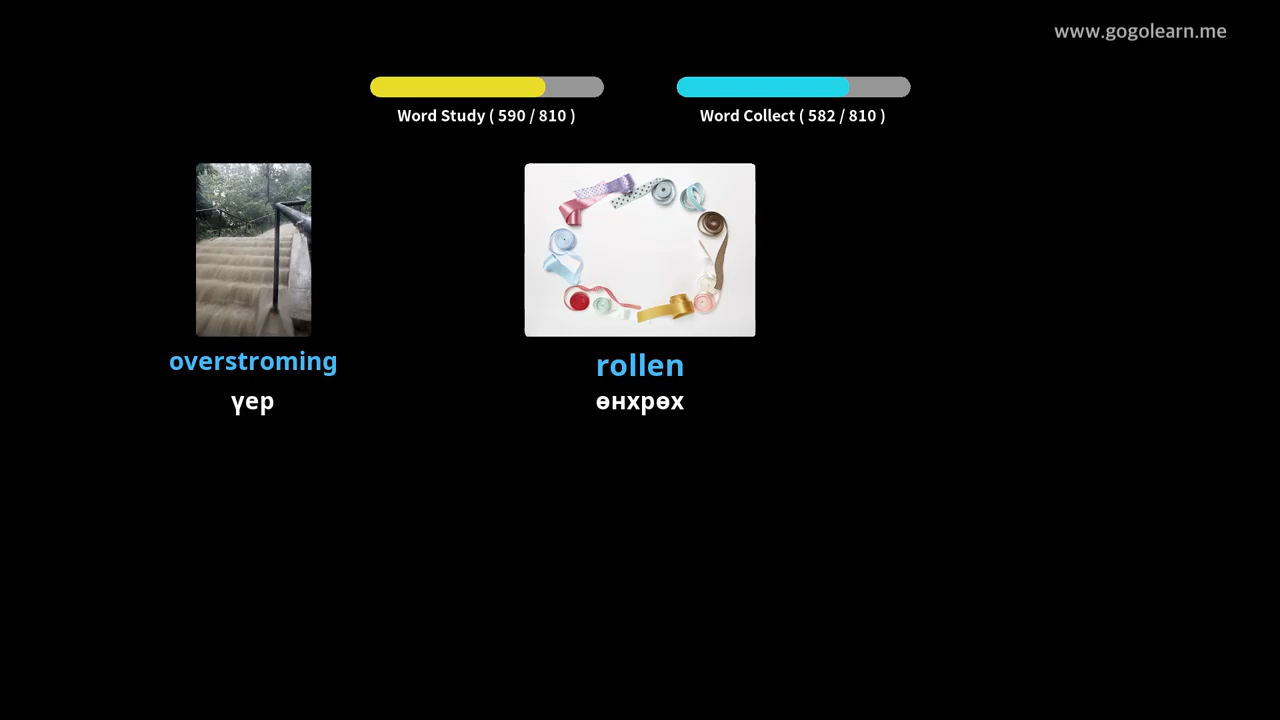 www.gogolearn.me
Word Study ( 590 / 810 )
Word Collect ( 582 / 810 )
overstroming
үер
rollen
өнхрөх